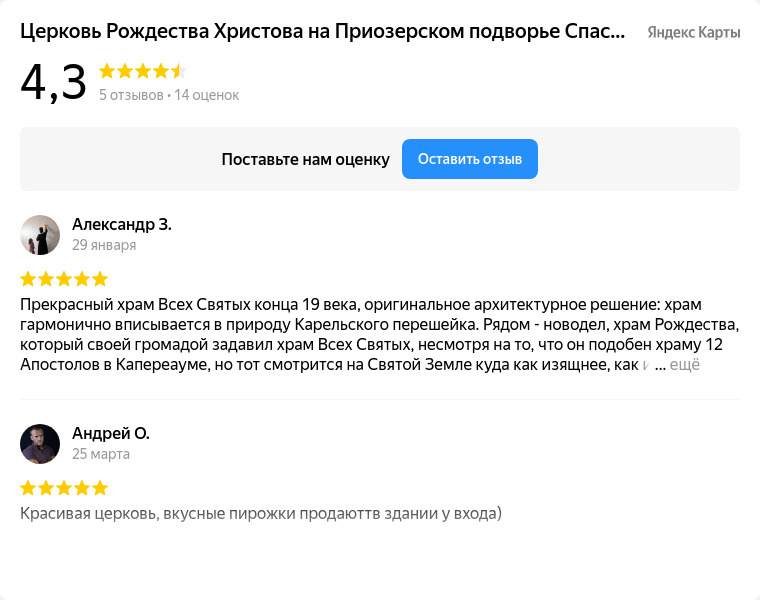 Церковь Рождества Христова на Приозерском подворье Спас...
Яндекс Карты
4,3
5 отзывов • 14 оценок
Поставьте нам оценку
Оставить отзыв
Александр З.
29 января
Прекрасный храм Всех Святых конца 19 века, оригинальное архитектурное решение: храм
гармонично вписывается в природу Карельского перешейка. Рядом - новодел, храм Рождества,
который своей громадой задавил храм Всех Святых, несмотря на то, что он подобен храму 12
Апостолов в Капереауме, но тот смотрится на Святой Земле куда как изящнее, как и ... ещё
Андрей О.
25 марта
Красивая церковь, вкусные пирожки продаюттв здании у входа)